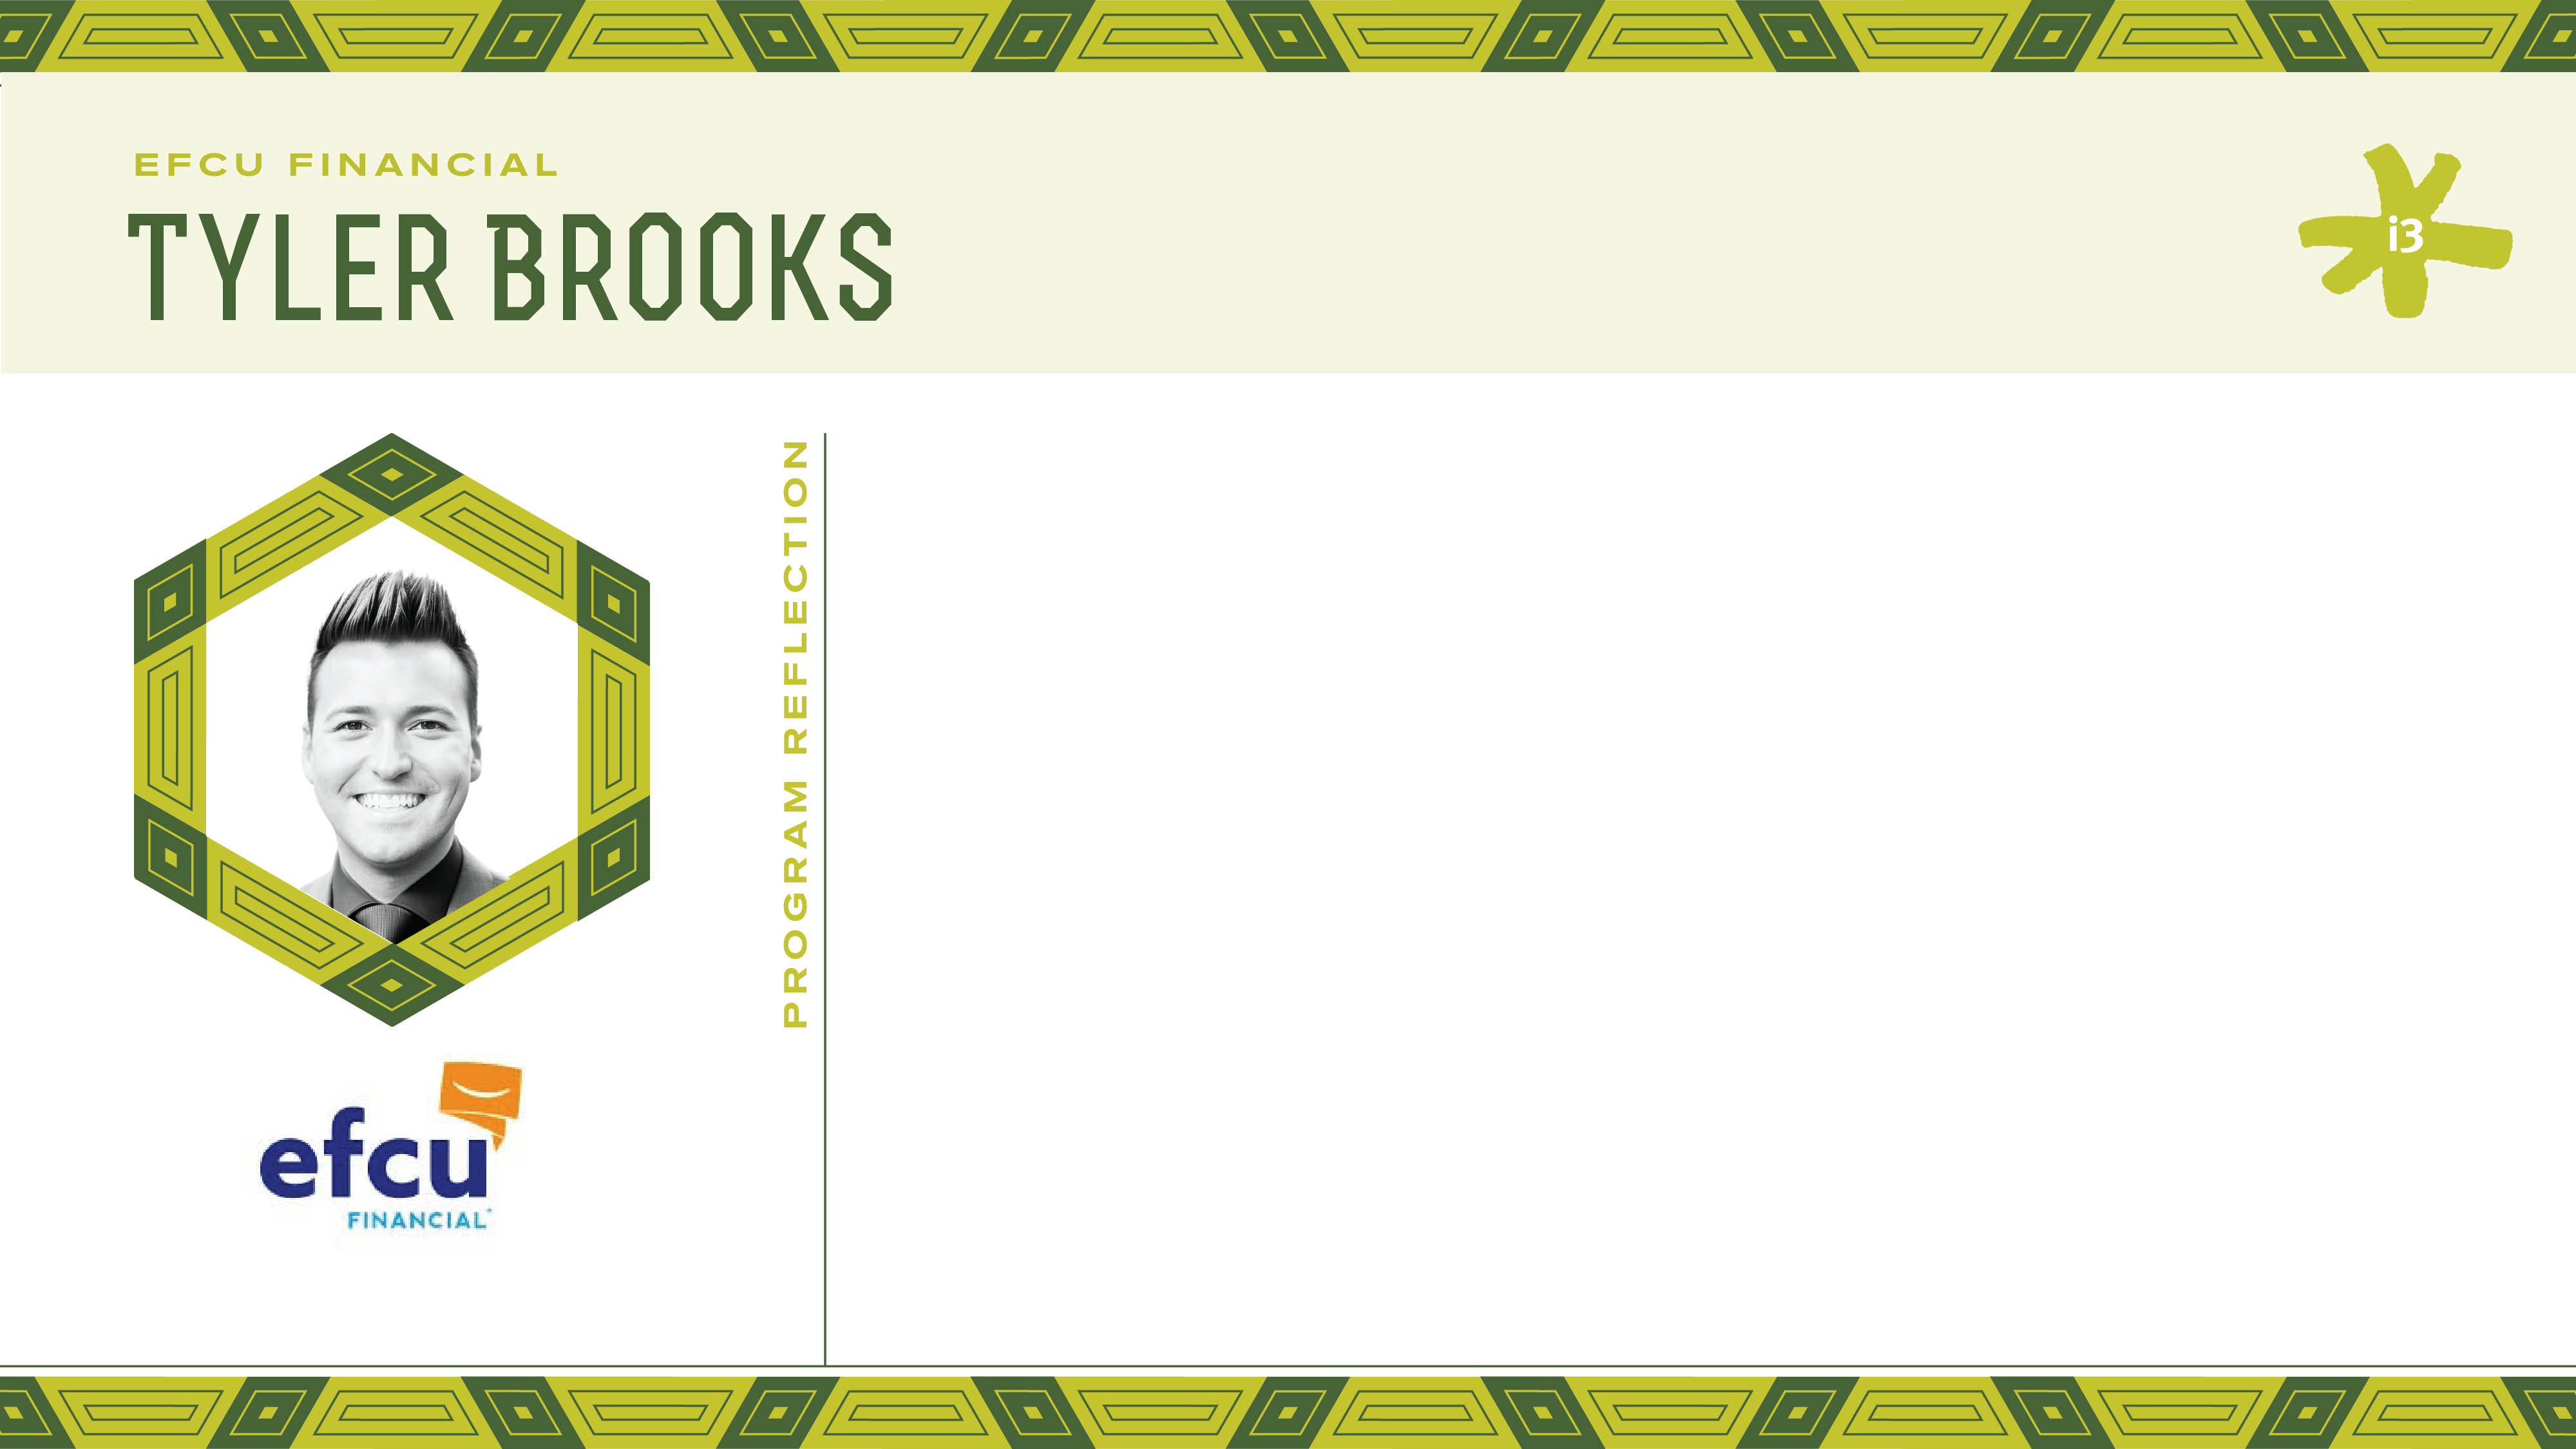 EFCU FINANCIAL
TYLER BROOKS
i3
PROGRAM REFLECTION
efcu
FINANCIAL